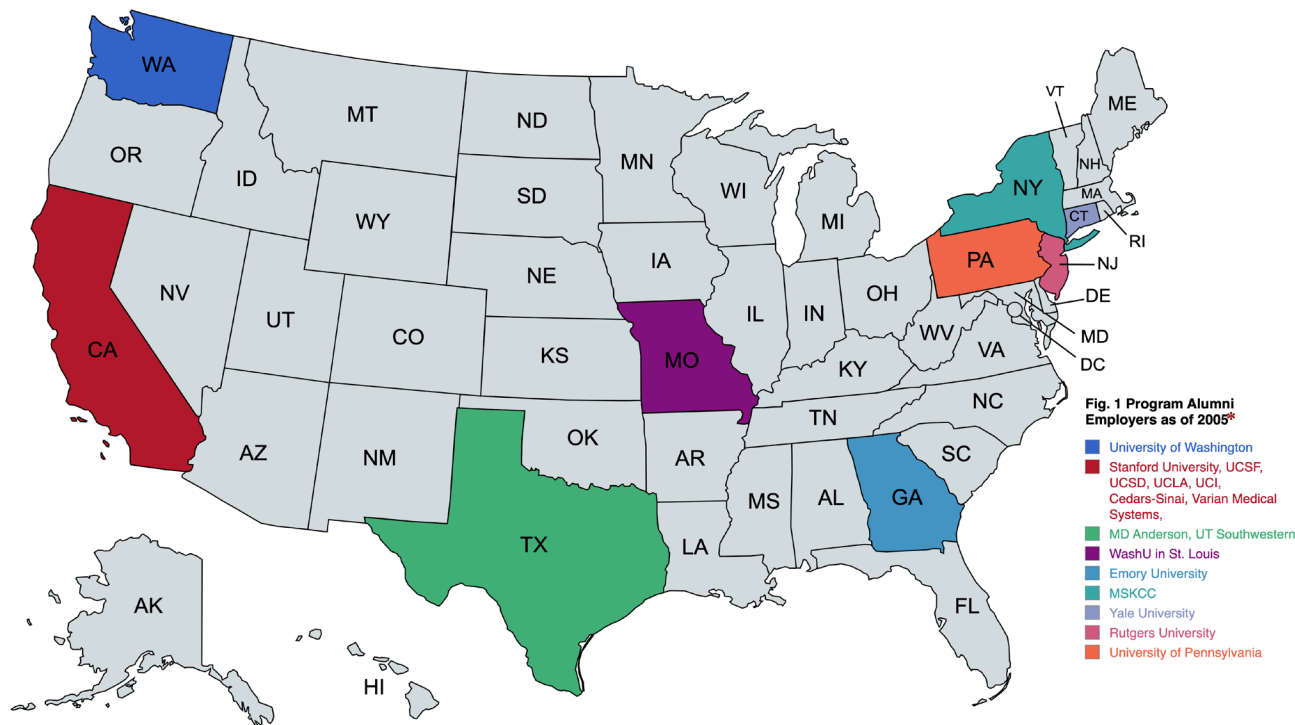 WA
MT
ND
MN
VT
ME
OR
ID
SD
WI
NH
NY
MA
WY
MI
CT
RI
IA
PA
NJ
NE
NV
OH
DE
UT
IL
IN
CO
WV
MD
CA
KS
MO
VA
DC
KY
NC
TN
OK
AZ
NM
AR
SC
MS
AL
GA
TX
LA
AK
FL
HI
Fig. 1 Program Alumni
Employers as of 2005*
University of Washington
Stanford University, UCSF,
UCSD, UCLA, UCI,
Cedars-Sinai, Varian Medical
Systems,
MD Anderson, UT Southwestern
WashU in St. Louis
Emory University
MSKCC
Yale University
Rutgers University
University of Pennsylvania